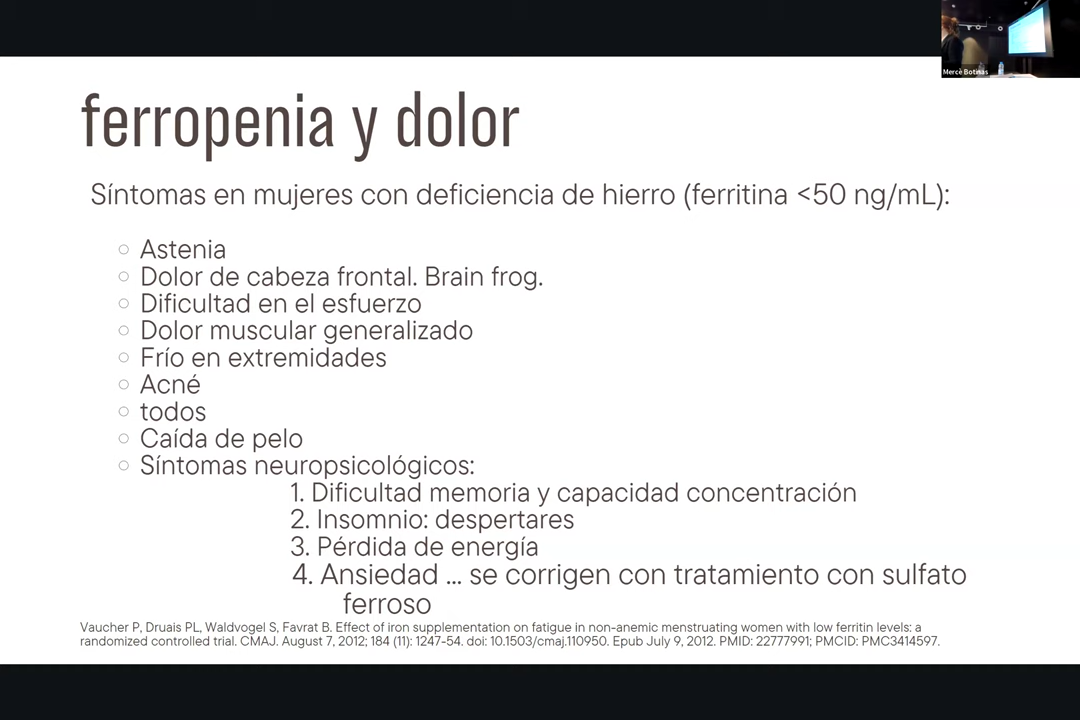 Mercè Botinas
ferropenia y dolor
Síntomas en mujeres con deficiencia de hierro (ferritina <50 ng/mL):
○ Astenia
○ Dolor de cabeza frontal. Brain frog.
○ Dificultad en el esfuerzo
○ Dolor muscular generalizado
○ Frío en extremidades
○ Acné
○ todos
○ Caída de pelo
○ Síntomas neuropsicológicos:
1. Dificultad memoria y capacidad concentración
2. Insomnio: despertares
3. Pérdida de energía
4. Ansiedad ... se corrigen con tratamiento con sulfato
ferroso
Vaucher P, Druais PL, Waldvogel S, Favrat B. Effect of iron supplementation on fatigue in non-anemic menstruating women with low ferritin levels: a
randomized controlled trial. CMAJ. August 7, 2012; 184 (11): 1247-54. doi: 10.1503/cmaj.110950. Epub July 9, 2012. PMID: 22777991; PMCID: PMC3414597.